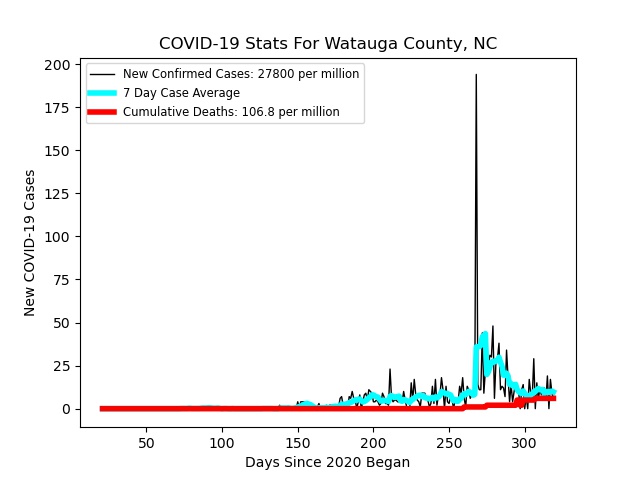 COVID-19 Stats For Watauga County, NC
New Confirmed Cases: 27800 per million
7 Day Case Average
Cumulative Deaths: 106.8 per million
200
175
150
125
100
75
50
25
0
New COVID-19 Cases
50 100 150 200 250 300
Days Since 2020 Began